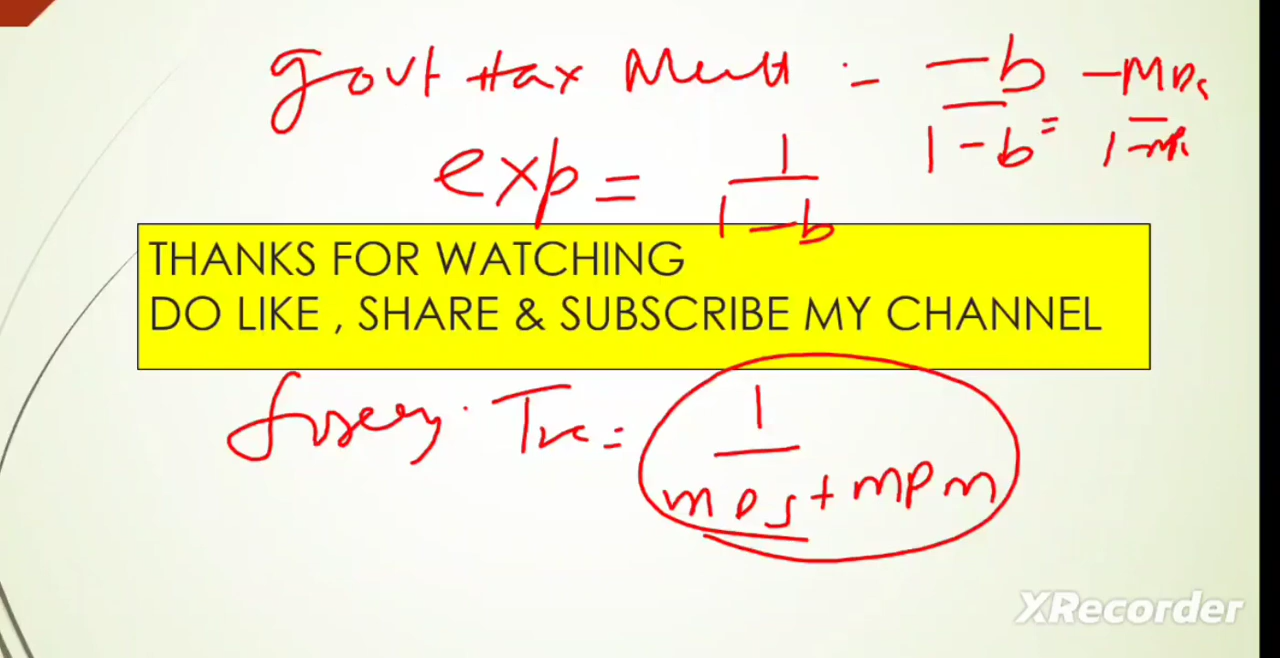 govt tax Mult := -b/1-b = -MPc/1-mpc
exp = 1/1-b
THANKS FOR WATCHING
DO LIKE , SHARE & SUBSCRIBE MY CHANNEL
= 1/mps+mpm
XRecorder